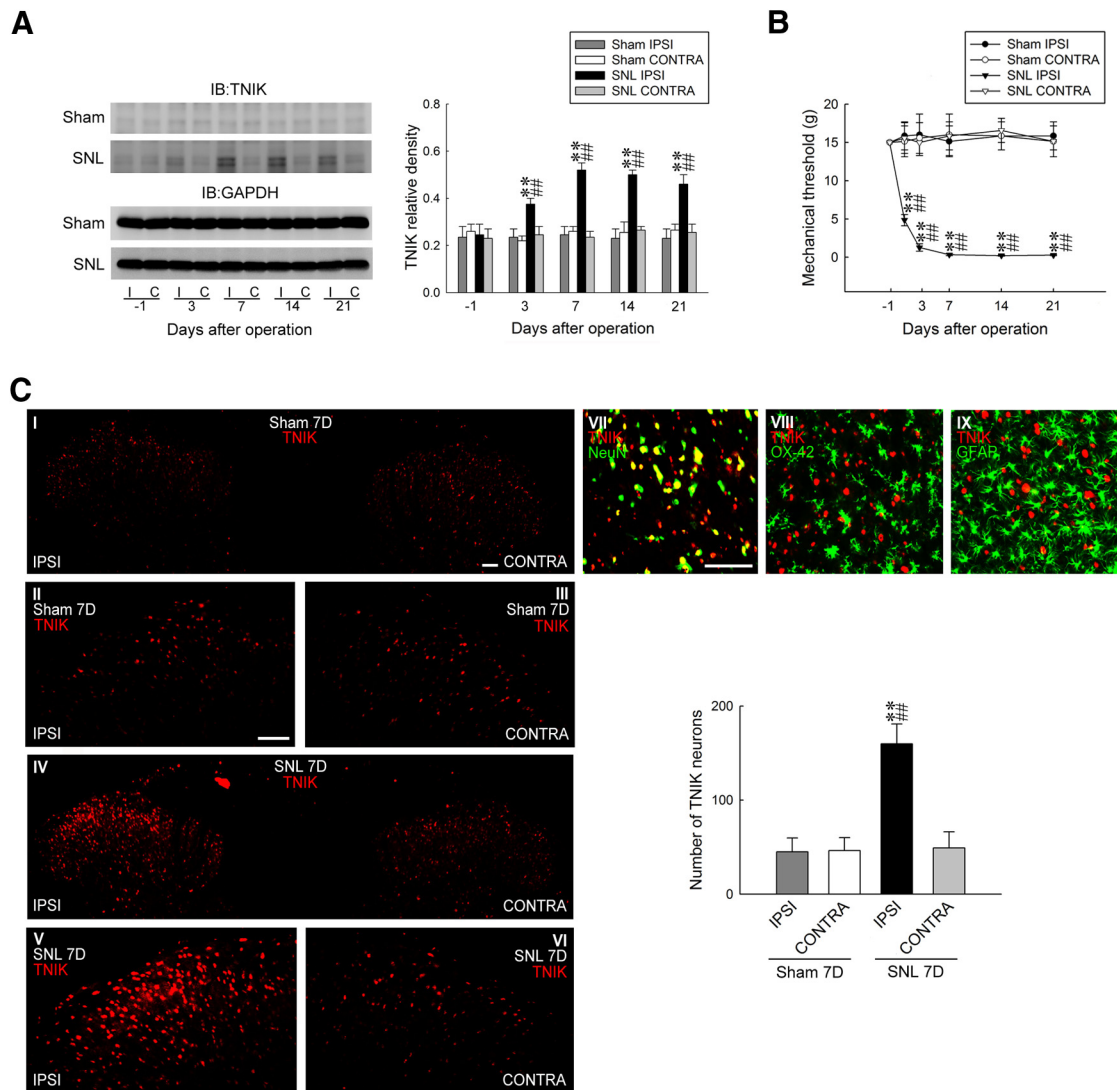 A
IB:TNIK
Sham
SNL
IB:GAPDH
Sham
SNL
I C I C I C I C I C
-1 3 7 14 21
Days after operation
Sham IPSI
Sham CONTRA
SNL IPSI
SNL CONTRA
TNIK relative density
0.8
0.6
0.4
0.2
0.0
** ##
** ##
** ##
** ##
-1 3 7 14 21
Days after operation
B
Sham IPSI
Sham CONTRA
SNL IPSI
SNL CONTRA
Mechanical threshold (g)
20
15
10
5
0
** ##
** ##
** ##
** ##
** ##
-1 3 7 14 21
Days after operation
C
I
Sham 7D
TNIK
IPSI
CONTRA
II
Sham 7D
TNIK
IPSI
III
Sham 7D
TNIK
CONTRA
IV
SNL 7D
TNIK
IPSI
CONTRA
V
SNL 7D
TNIK
IPSI
VI
SNL 7D
TNIK
CONTRA
VII
TNIK
NeuN
VIII
TNIK
OX-42
IX
TNIK
GFAP
Number of TNIK neurons
200
100
0
** ##
IPSI
CONTRA
IPSI
CONTRA
Sham 7D
SNL 7D